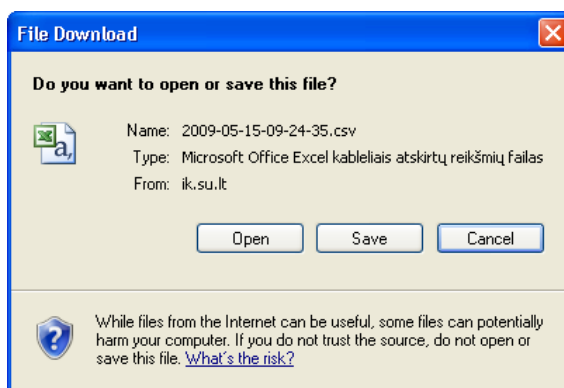 File Download
Do you want to open or save this file?
Name: 2009-05-15-09-24-35.csv
Type: Microsoft Office Excel kableliais atskirtų reikšmių failas
From: ik.su.lt
Open Save Cancel
While files from the Internet can be useful, some files can potentially
harm your computer. If you do not trust the source, do not open or
save this file. What's the risk?